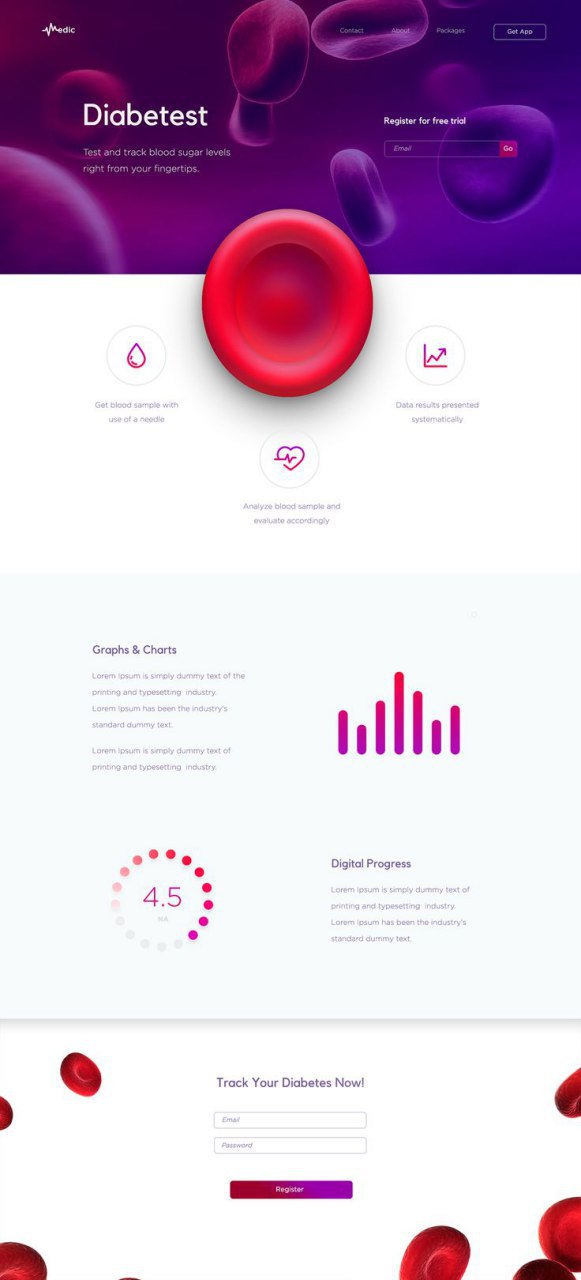 Medic
Contact About Packages Get App
Diabetest
Test and track blood sugar levels
right from your fingertips.
Register for free trial
Email Go
Get blood sample with
use of a needle
Data results presented
systematically
Analyze blood sample and
evaluate accordingly
Graphs & Charts
Lorem Ipsum is simply dummy text of the
printing and typesetting industry.
Lorem Ipsum has been the industry's
standard dummy text.
Lorem Ipsum is simply dummy text of
printing and typesetting industry.
4.5
NA
Digital Progress
Lorem Ipsum is simply dummy text of
printing and typesetting industry.
Lorem Ipsum has been the industry's
standard dummy text.
Track Your Diabetes Now!
Email
Password
Register